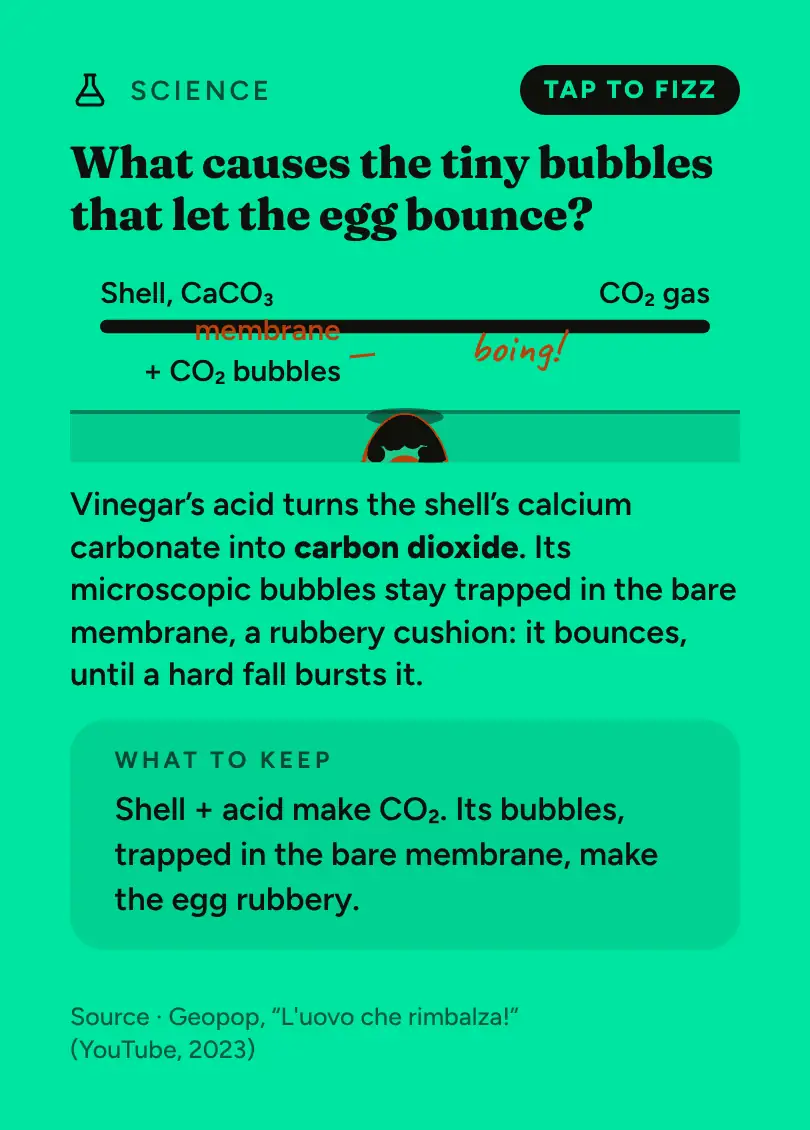 SCIENCE
TAP TO FIZZ
What causes the tiny bubbles
that let the egg bounce?
Shell, CaCO₃
CO₂ gas
membrane
boing!
+ CO₂ bubbles
Vinegar’s acid turns the shell’s calcium
carbonate into carbon dioxide. Its
microscopic bubbles stay trapped in the bare
membrane, a rubbery cushion: it bounces,
until a hard fall bursts it.
WHAT TO KEEP
Shell + acid make CO₂. Its bubbles,
trapped in the bare membrane, make
the egg rubbery.
Source · Geopop, “L'uovo che rimbalza!”
(YouTube, 2023)